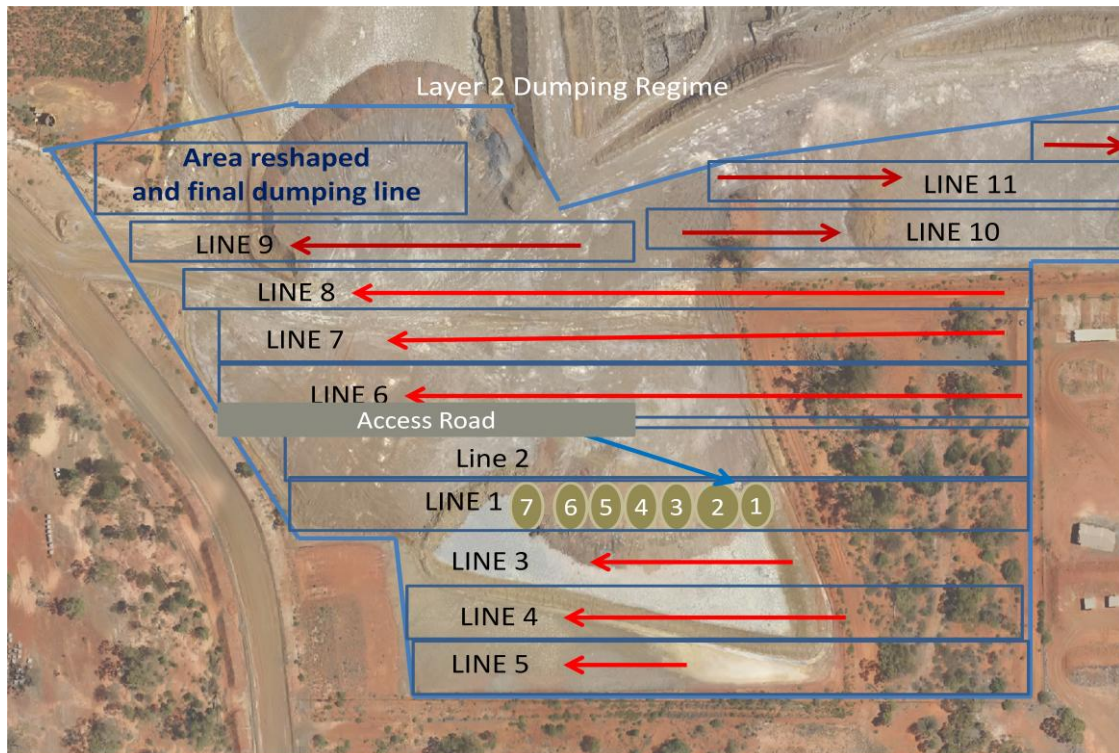 Layer 2 Dumping Regime
Area reshaped
and final dumping line
LINE 11
LINE 10
LINE 9
LINE 8
LINE 7
LINE 6
Access Road
Line 2
LINE 1 7 6 5 4 3 2 1
LINE 3
LINE 4
LINE 5